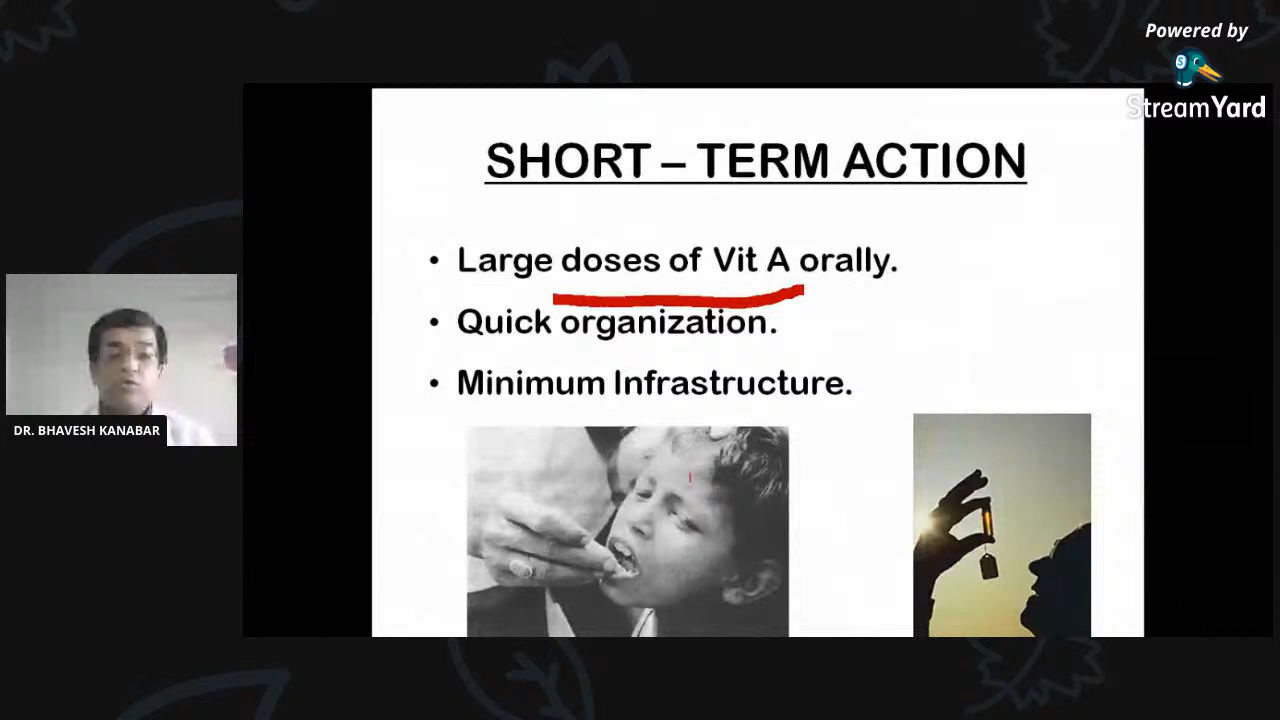 Powered by
StreamYard
SHORT – TERM ACTION
• Large doses of Vit A orally.
• Quick organization.
• Minimum Infrastructure.
DR. BHAVESH KANABAR